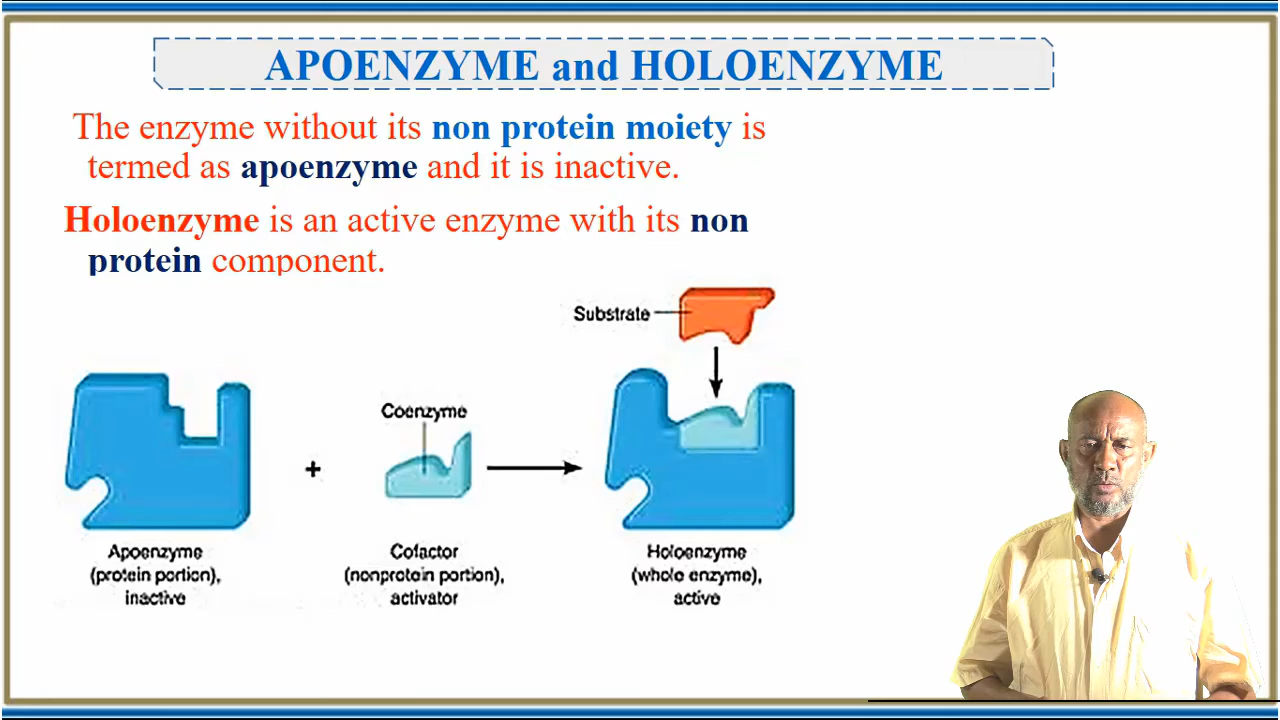 APOENZYME and HOLOENZYME
The enzyme without its non protein moiety is
termed as apoenzyme and it is inactive.
Holoenzyme is an active enzyme with its non
protein component.
Substrate
Coenzyme
+
Apoenzyme
(protein portion),
inactive
Cofactor
(nonprotein portion),
activator
Holoenzyme
(whole enzyme),
active